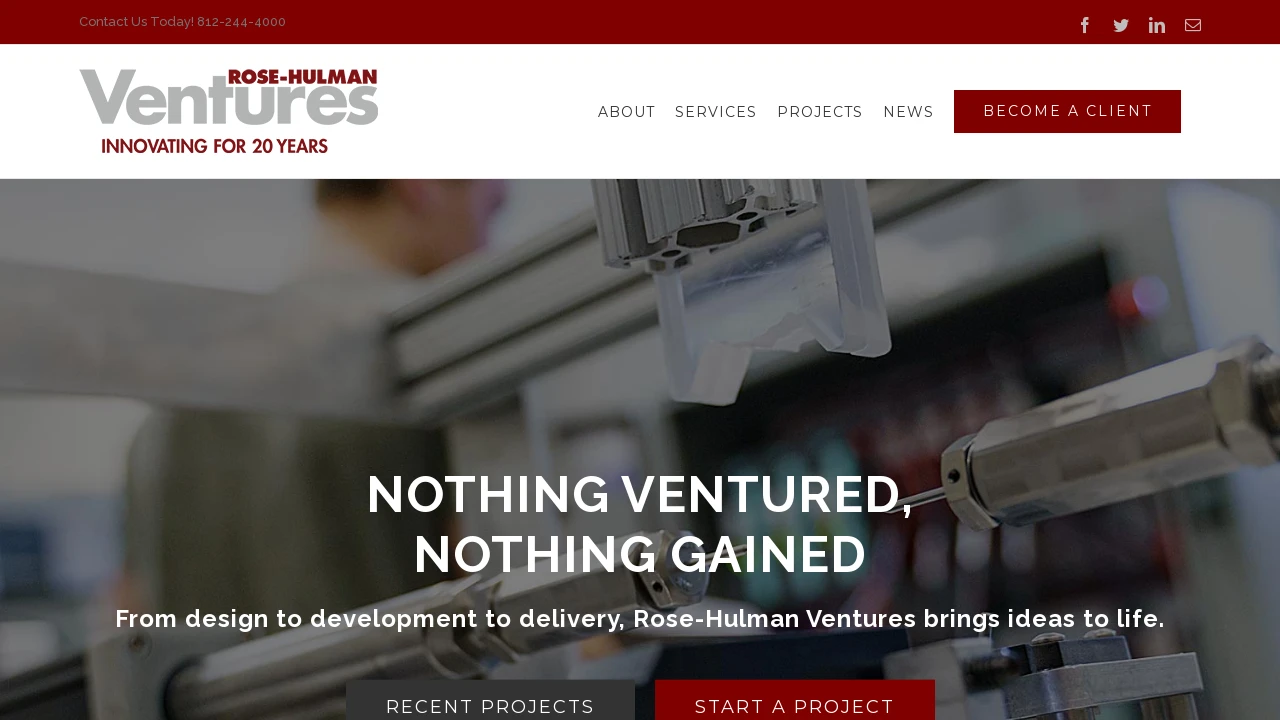 Contact Us Today! 812-244-4000
ROSE-HULMAN
Ventures
INNOVATING FOR 20 YEARS
ABOUT SERVICES PROJECTS NEWS BECOME A CLIENT
NOTHING VENTURED,
NOTHING GAINED
From design to development to delivery, Rose-Hulman Ventures brings ideas to life.
RECENT PROJECTS START A PROJECT